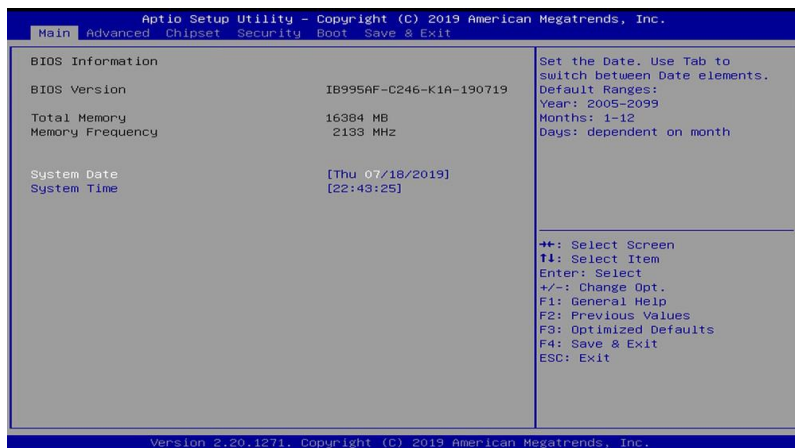 Aptio Setup Utility – Copyright (C) 2019 American Megatrends, Inc.
Main Advanced Chipset Security Boot Save & Exit
BIOS Information
BIOS Version IB995AF-C246-K1A-190719
Total Memory 16384 MB
Memory Frequency 2133 MHz
System Date [Thu 07/18/2019]
System Time [22:43:25]
Set the Date. Use Tab to
switch between Date elements.
Default Ranges:
Year: 2005-2099
Months: 1-12
Days: dependent on month
→←: Select Screen
↑↓: Select Item
Enter: Select
+/-: Change Opt.
F1: General Help
F2: Previous Values
F3: Optimized Defaults
F4: Save & Exit
ESC: Exit
Version 2.20.1271. Copyright (C) 2019 American Megatrends, Inc.